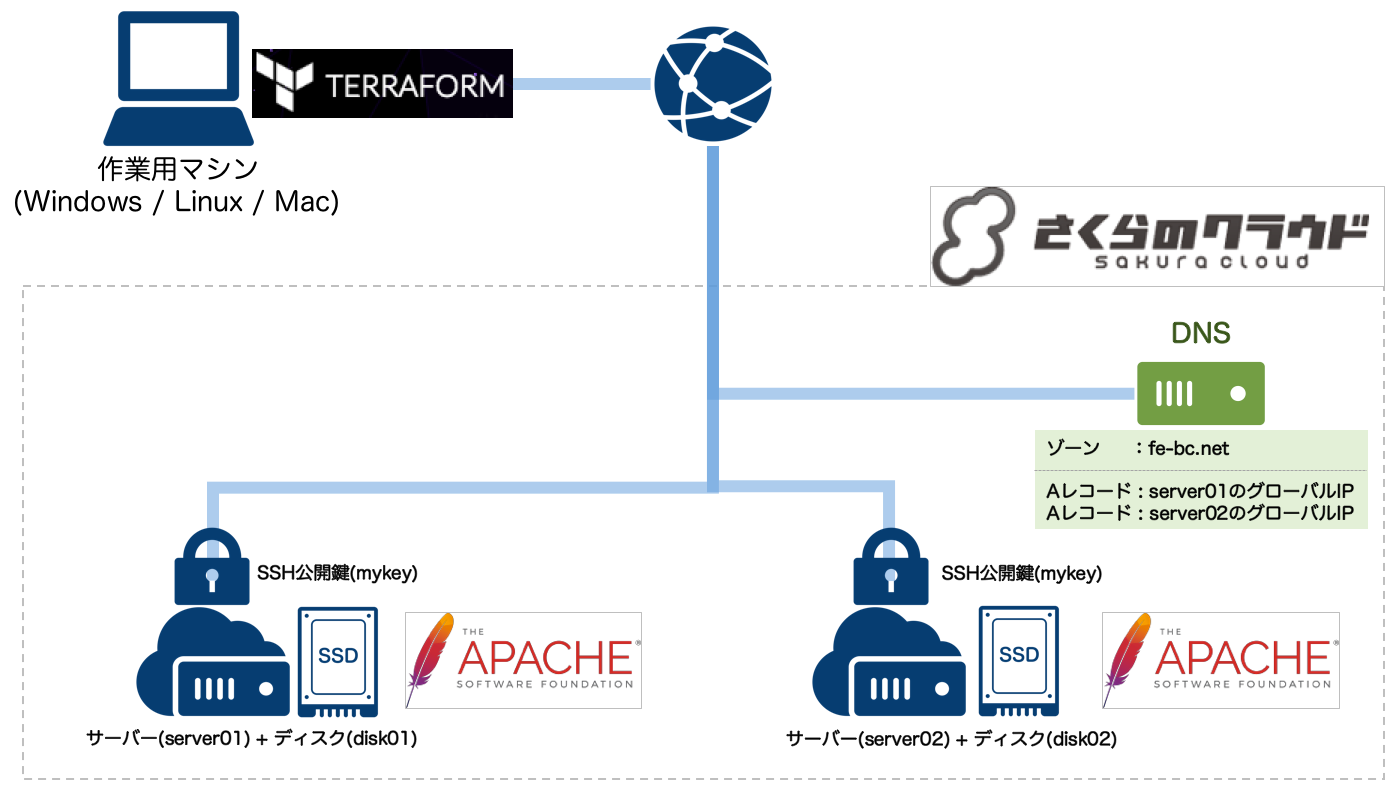 TERRAFORM
作業用マシン
(Windows / Linux / Mac)
さくらのクラウド
sakura cloud
DNS
ゾーン ：fe-bc.net
Aレコード : server01のグローバルIP
Aレコード : server02のグローバルIP
SSH公開鍵(mykey)
SSH公開鍵(mykey)
SSD
THE
APACHE®
SOFTWARE FOUNDATION
SSD
THE
APACHE®
SOFTWARE FOUNDATION
サーバー(server01) + ディスク(disk01)
サーバー(server02) + ディスク(disk02)